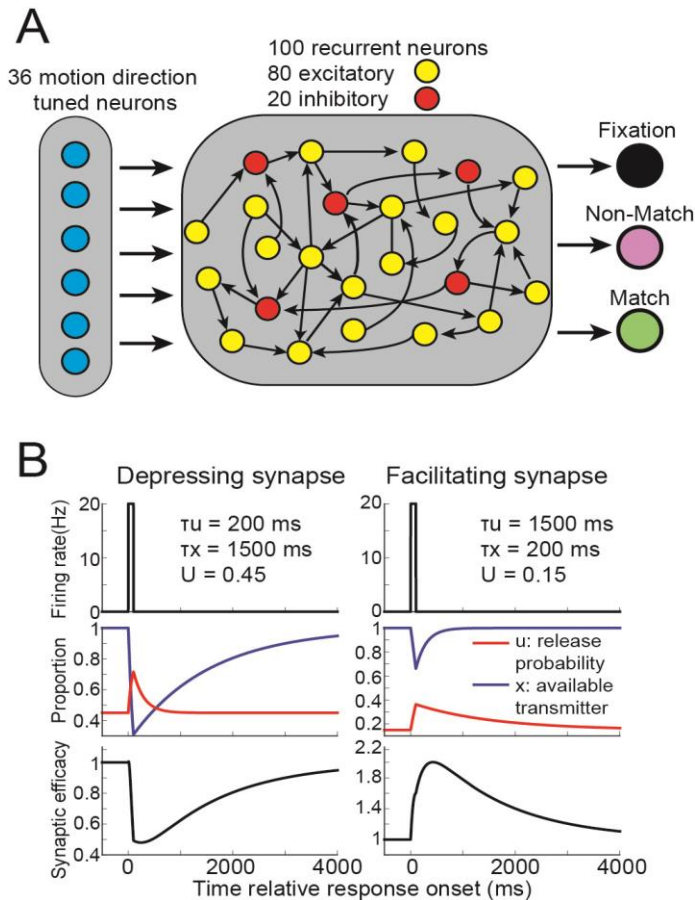 A
36 motion direction
tuned neurons
100 recurrent neurons
80 excitatory
20 inhibitory
Fixation
Non-Match
Match
B
Depressing synapse
Facilitating synapse
Firing rate(Hz)
20
10
0
τu = 200 ms
τx = 1500 ms
U = 0.45
20
10
0
τu = 1500 ms
τx = 200 ms
U = 0.15
Proportion
1
0.4
1
0.8
0.6
0.4
0.2
u: release
probability
x: available
transmitter
Synaptic efficacy
1
0.8
0.6
0.4
2.2
1.8
1.4
1
0
2000
4000
0
2000
4000
Time relative response onset (ms)